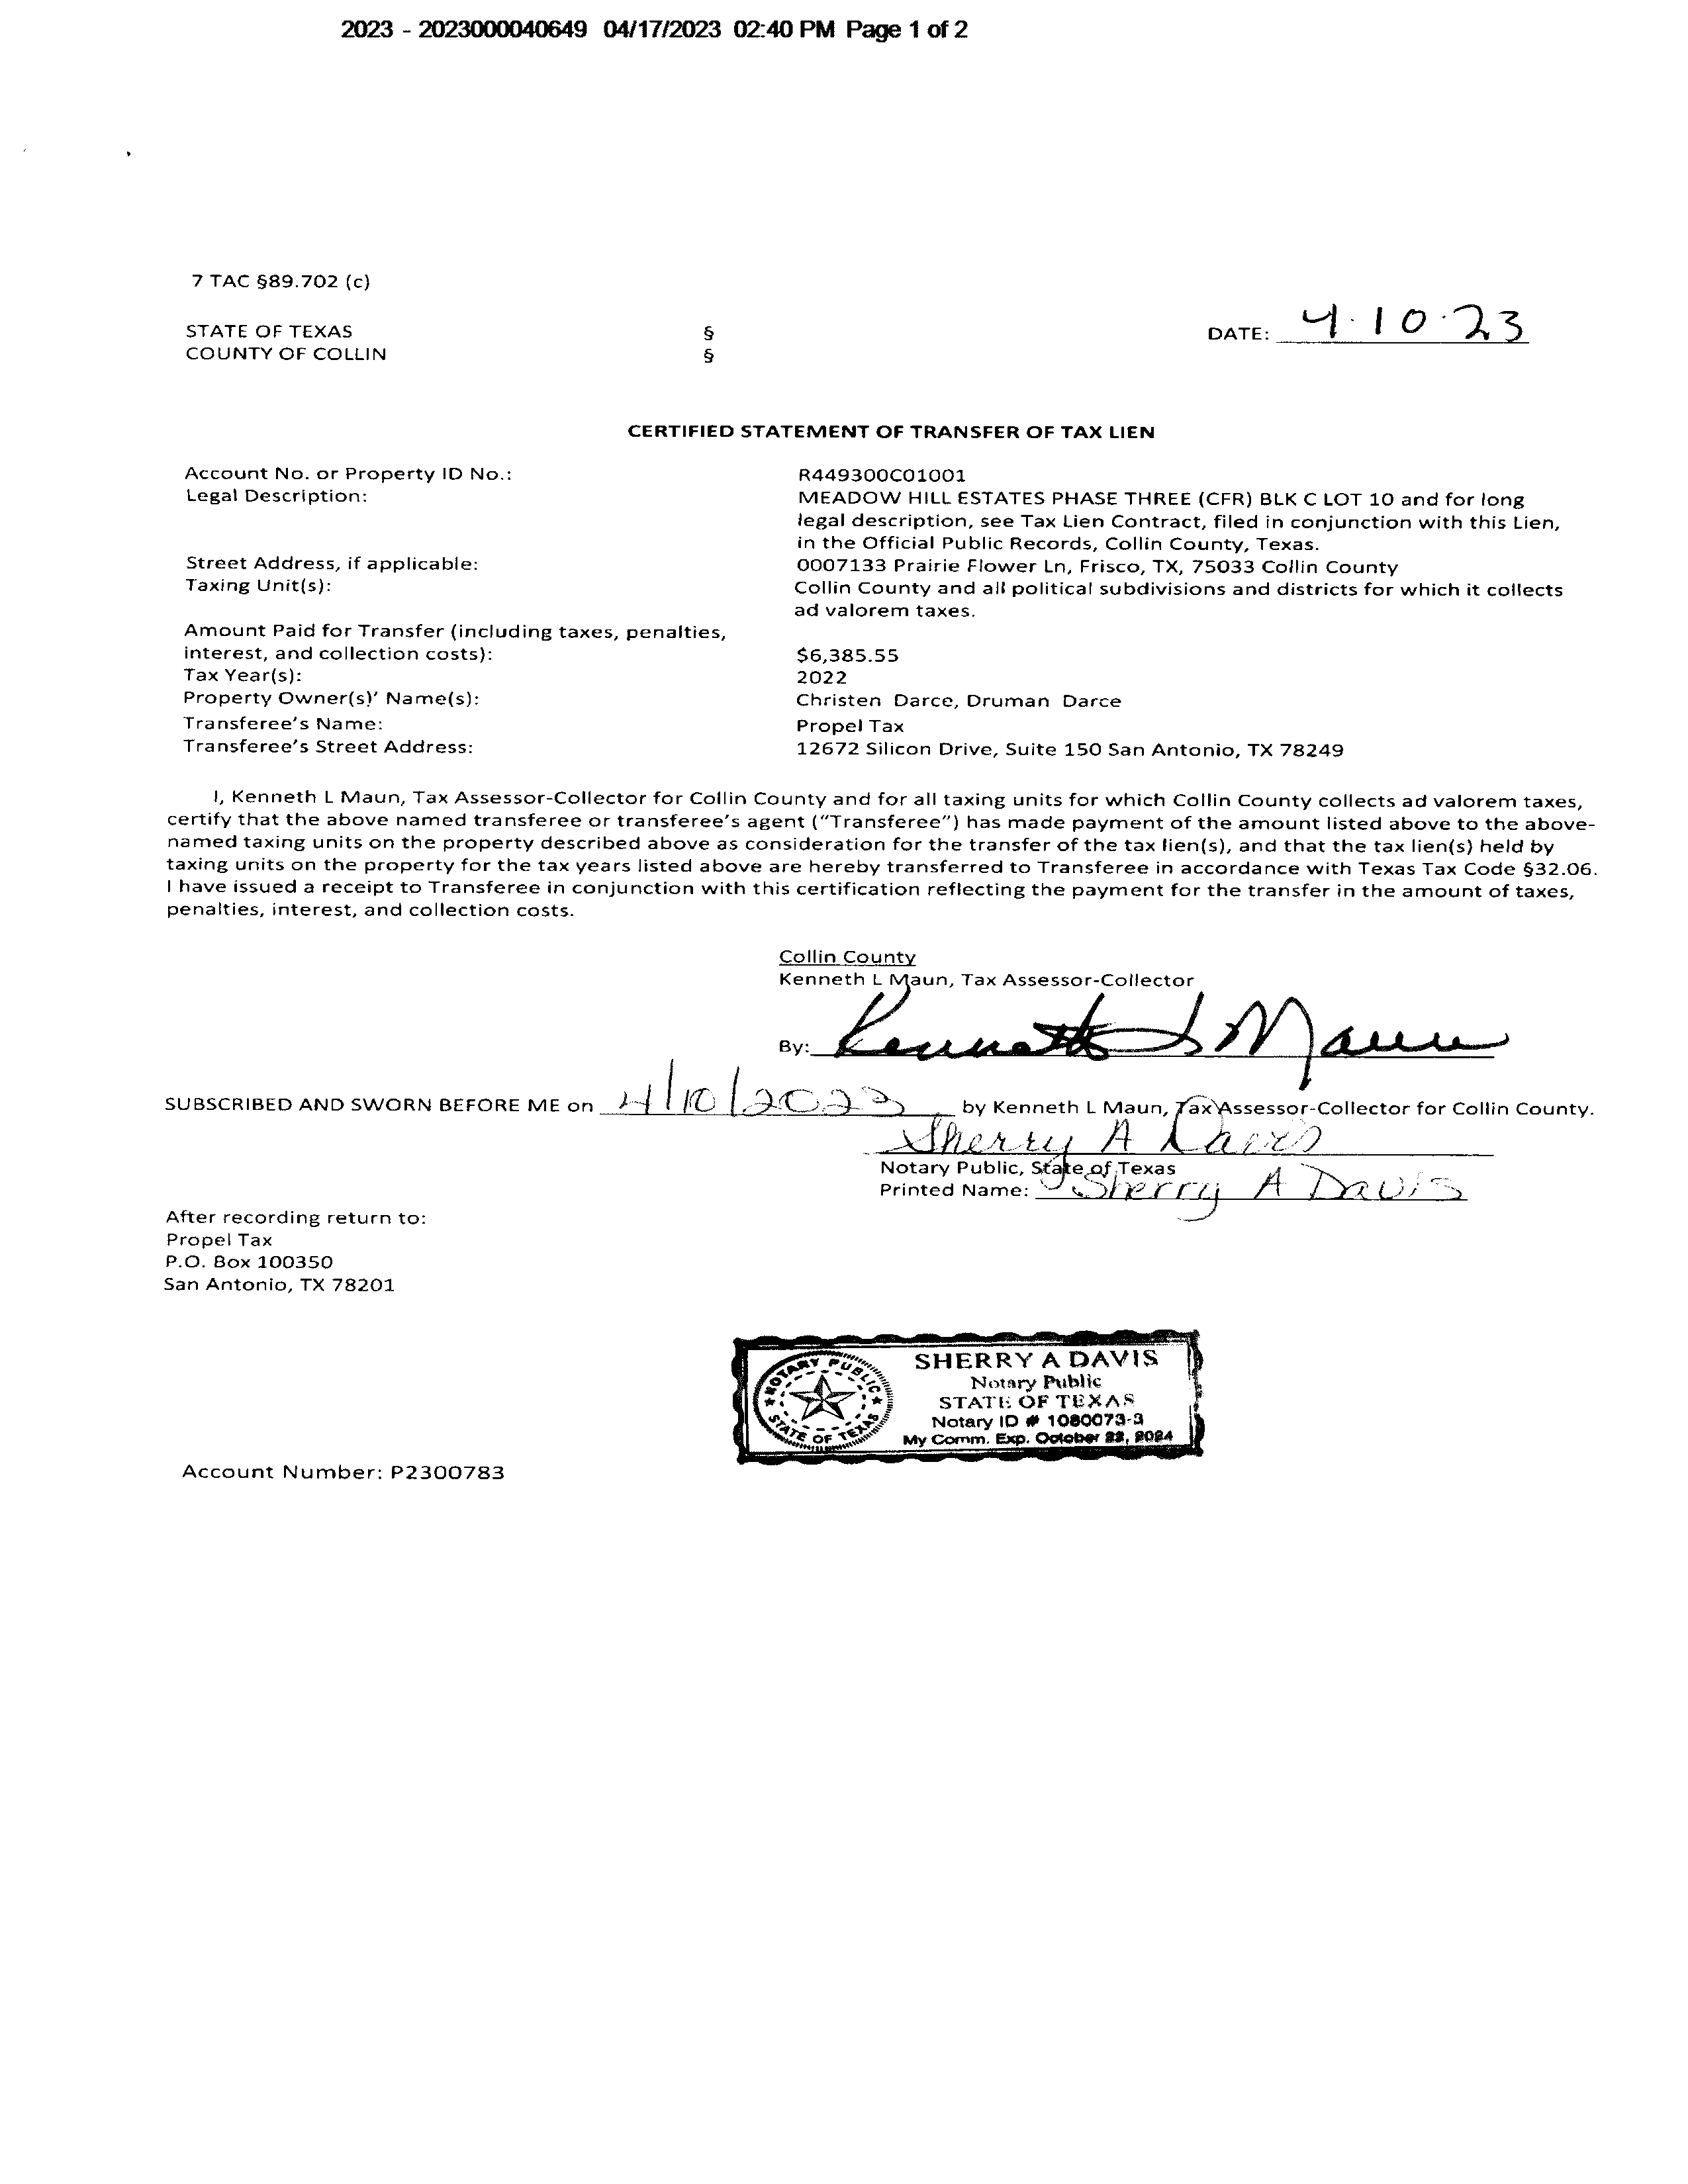 2023 - 2023000040649 04/17/2023 02:40 PM Page 1 of 2
7 TAC §89.702 (c)
STATE OF TEXAS §
COUNTY OF COLLIN §
DATE: 4·10·23
CERTIFIED STATEMENT OF TRANSFER OF TAX LIEN
Account No. or Property ID No.: R449300C01001
Legal Description: MEADOW HILL ESTATES PHASE THREE (CFR) BLK C LOT 10 and for long
legal description, see Tax Lien Contract, filed in conjunction with this Lien,
in the Official Public Records, Collin County, Texas.
Street Address, if applicable: 0007133 Prairie Flower Ln, Frisco, TX, 75033 Collin County
Taxing Unit(s): Collin County and all political subdivisions and districts for which it collects
ad valorem taxes.
Amount Paid for Transfer (including taxes, penalties,
interest, and collection costs): $6,385.55
Tax Year(s): 2022
Property Owner(s)' Name(s): Christen Darce, Druman Darce
Transferee's Name: Propel Tax
Transferee's Street Address: 12672 Silicon Drive, Suite 150 San Antonio, TX 78249
I, Kenneth L Maun, Tax Assessor-Collector for Collin County and for all taxing units for which Collin County collects ad valorem taxes,
certify that the above named transferee or transferee's agent ("Transferee") has made payment of the amount listed above to the above-
named taxing units on the property described above as consideration for the transfer of the tax lien(s), and that the tax lien(s) held by
taxing units on the property for the tax years listed above are hereby transferred to Transferee in accordance with Texas Tax Code §32.06.
I have issued a receipt to Transferee in conjunction with this certification reflecting the payment for the transfer in the amount of taxes,
penalties, interest, and collection costs.
Collin County
Kenneth L Maun, Tax Assessor-Collector
By: Kenneth L Maun
SUBSCRIBED AND SWORN BEFORE ME on 4/10/2023 by Kenneth L Maun, Tax Assessor-Collector for Collin County.
Sherry A Davis
Notary Public, State of Texas
Printed Name: Sherry A Davis
After recording return to:
Propel Tax
P.O. Box 100350
San Antonio, TX 78201
NOTARY PUBLIC
STATE OF TEXAS
SHERRY A DAVIS
Notary Public
STATE OF TEXAS
Notary ID # 1080073-3
My Comm. Exp. October 22, 2024
Account Number: P2300783